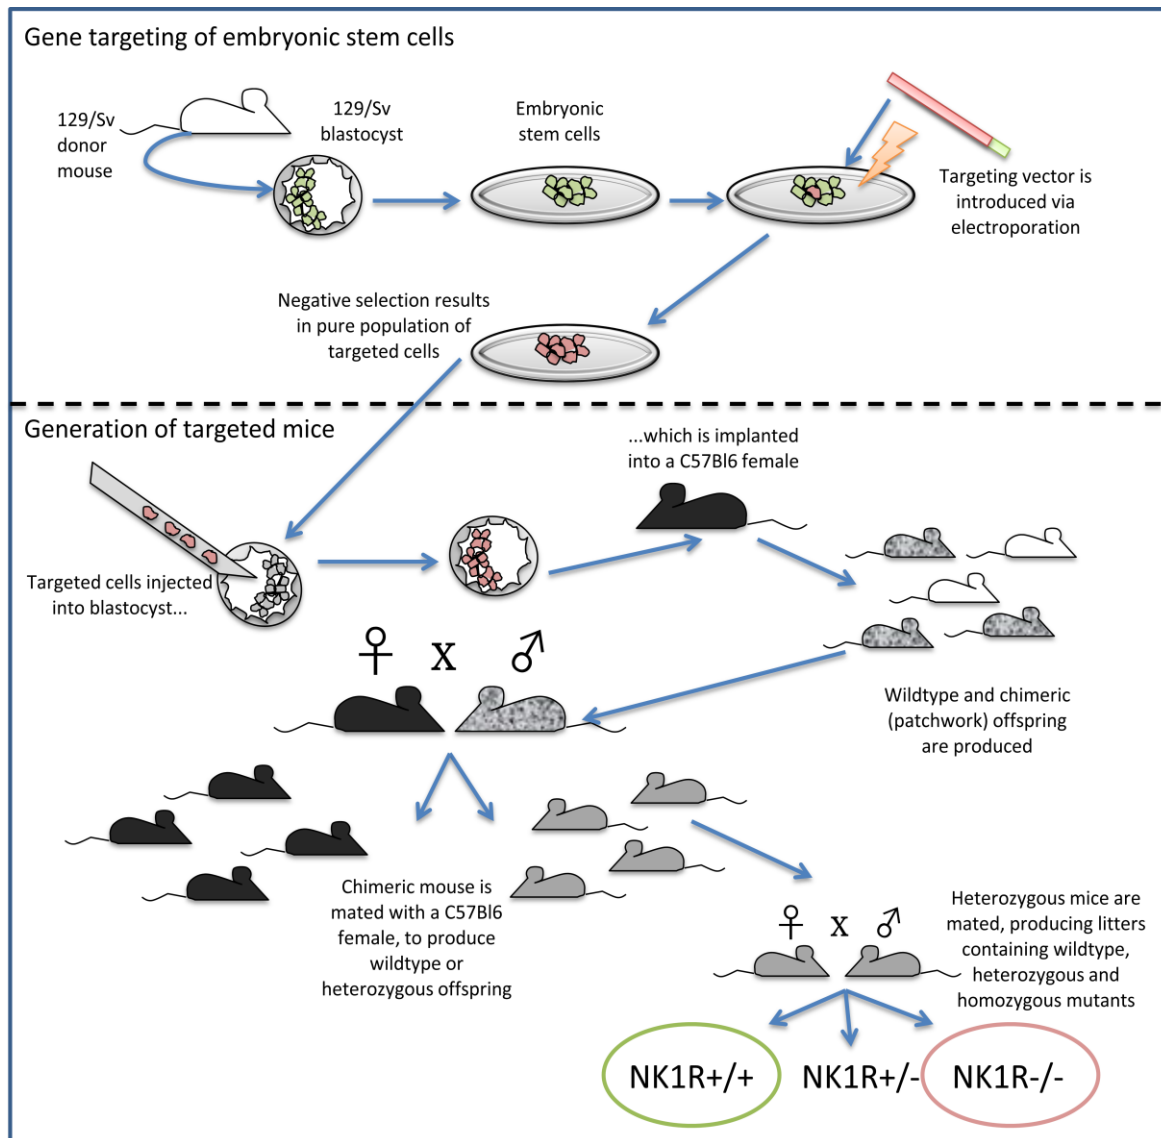 Gene targeting of embryonic stem cells
129/Sv
donor
mouse
129/Sv
blastocyst
Embryonic
stem cells
Targeting vector is
introduced via
electroporation
Negative selection results
in pure population of
targeted cells
Generation of targeted mice
...which is implanted
into a C57Bl6 female
Targeted cells injected
into blastocyst...
♀ x ♂
Wildtype and chimeric
(patchwork) offspring
are produced
Chimeric mouse is
mated with a C57Bl6
female, to produce
wildtype or
heterozygous offspring
♀ x ♂
Heterozygous mice are
mated, producing litters
containing wildtype,
heterozygous and
homozygous mutants
NK1R+/+ NK1R+/- NK1R-/-